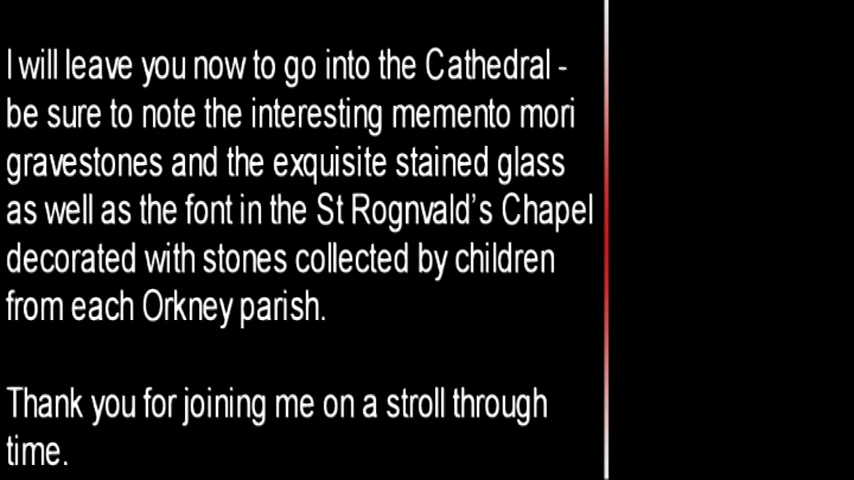 I will leave you now to go into the Cathedral -
be sure to note the interesting memento mori
gravestones and the exquisite stained glass
as well as the font in the St Rognvald's Chapel
decorated with stones collected by children
from each Orkney parish.
Thank you for joining me on a stroll through
time.